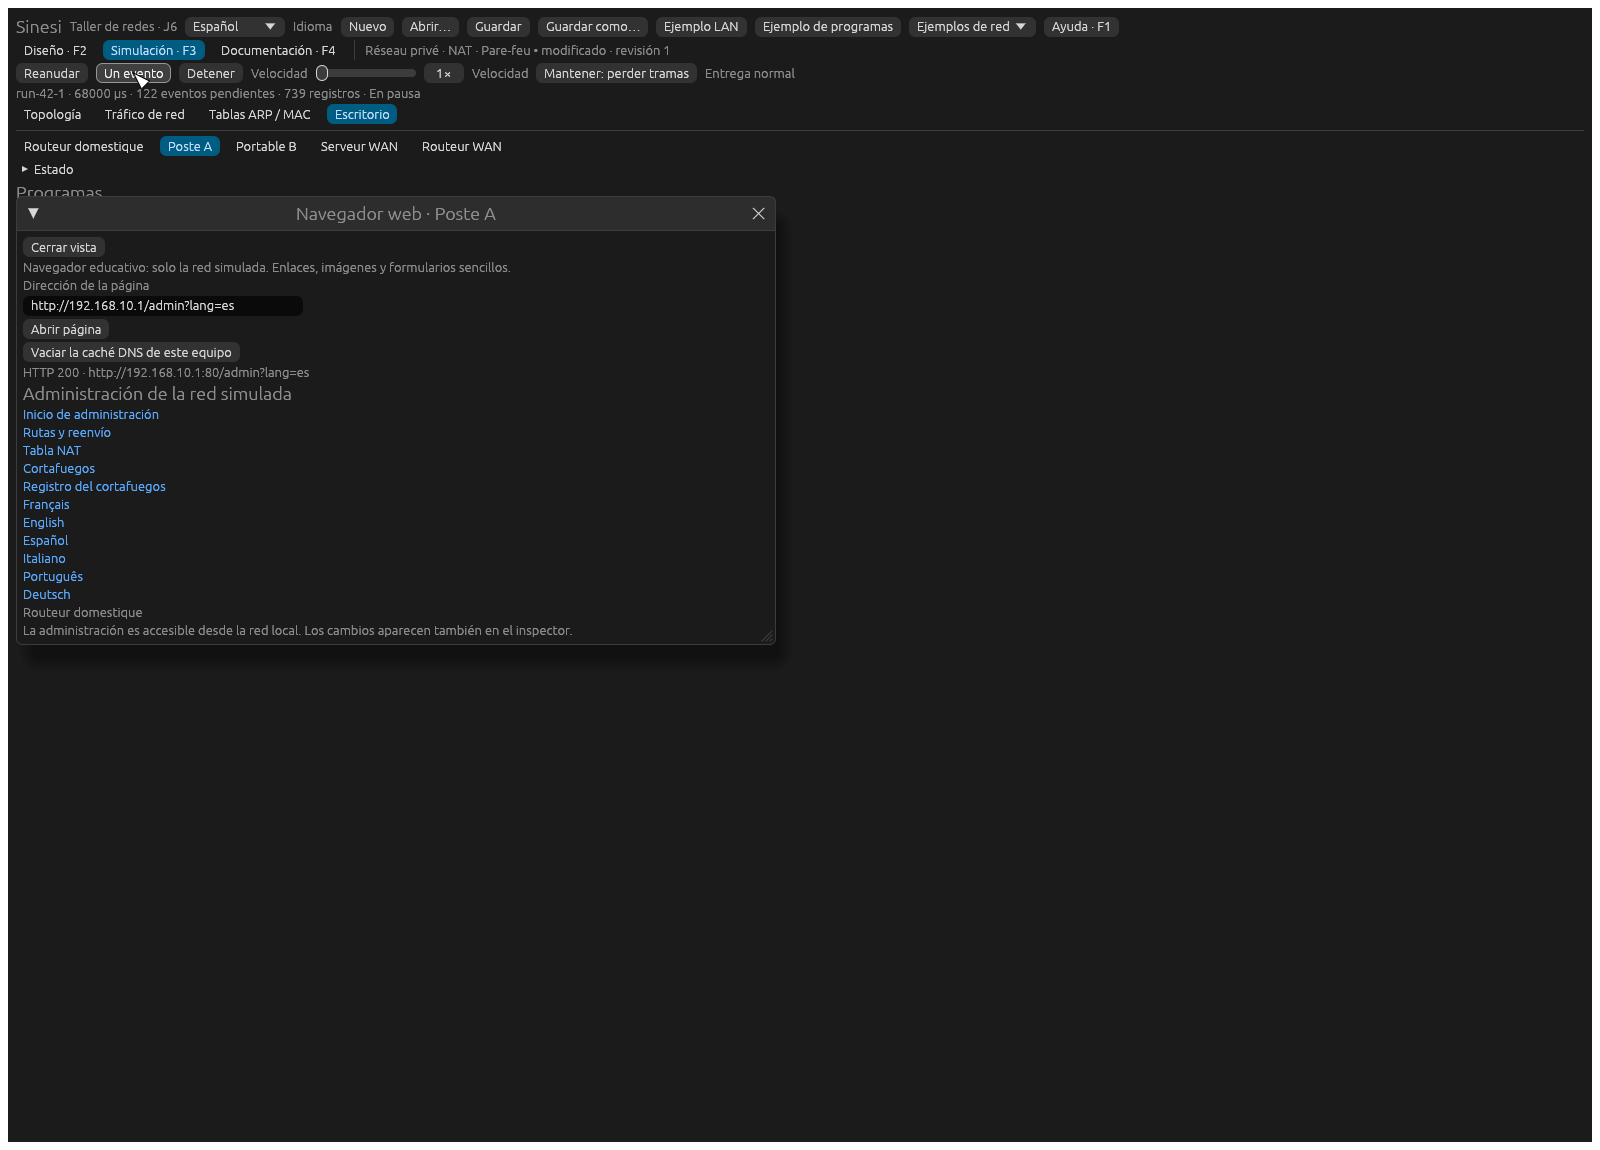 Sinesi Taller de redes · J6 Español Idioma Nuevo Abrir... Guardar Guardar como... Ejemplo LAN Ejemplo de programas Ejemplos de red Ayuda · F1
Diseño · F2 Simulación · F3 Documentación · F4 Réseau privé · NAT · Pare-feu • modificado · revisión 1
Reanudar Un evento Detener Velocidad 1× Velocidad Mantener: perder tramas Entrega normal
run-42-1 · 68000 µs · 122 eventos pendientes · 739 registros · En pausa
Topología Tráfico de red Tablas ARP / MAC Escritorio
Routeur domestique Poste A Portable B Serveur WAN Routeur WAN
Estado
Programas
Navegador web · Poste A
Cerrar vista
Navegador educativo: solo la red simulada. Enlaces, imágenes y formularios sencillos.
Dirección de la página
http://192.168.10.1/admin?lang=es
Abrir página
Vaciar la caché DNS de este equipo
HTTP 200 · http://192.168.10.1:80/admin?lang=es
Administración de la red simulada
Inicio de administración
Rutas y reenvío
Tabla NAT
Cortafuegos
Registro del cortafuegos
Français
English
Español
Italiano
Português
Deutsch
Routeur domestique
La administración es accesible desde la red local. Los cambios aparecen también en el inspector.